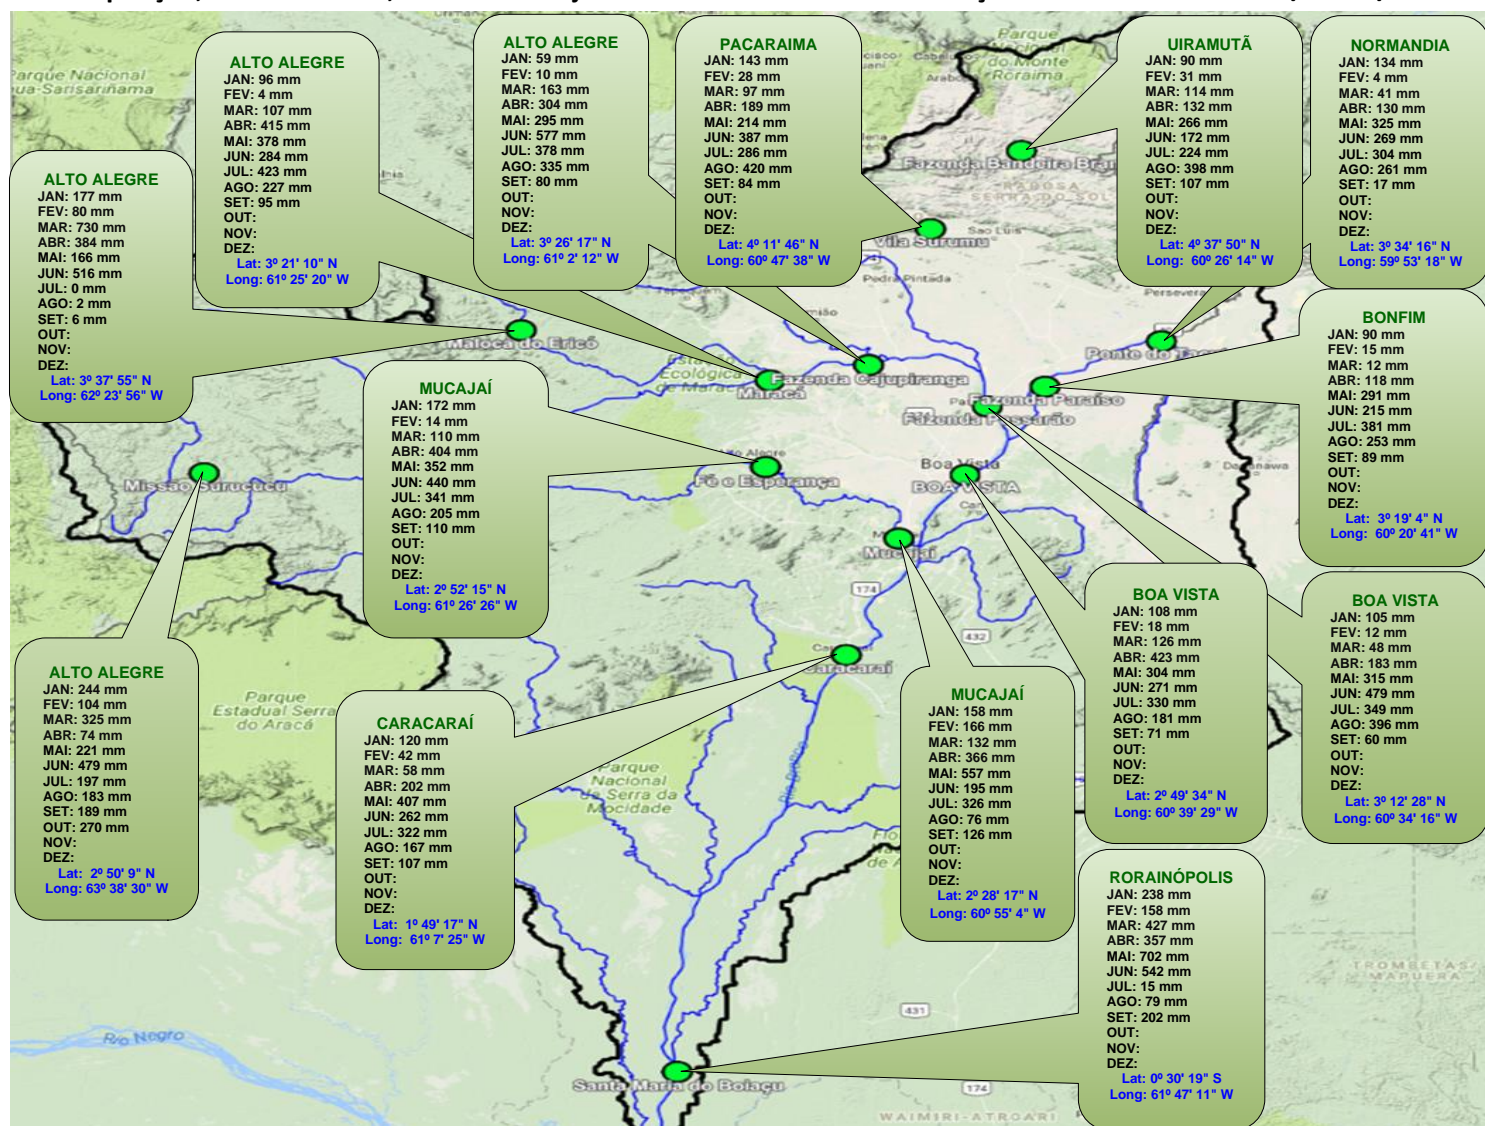 ALTO ALEGRE
JAN: 177 mm
FEV: 80 mm
MAR: 730 mm
ABR: 384 mm
MAI: 166 mm
JUN: 516 mm
JUL: 0 mm
AGO: 2 mm
SET: 6 mm
OUT:
NOV:
DEZ:
Lat: 3º 37' 55" N
Long: 62º 23' 56" W
ALTO ALEGRE
JAN: 96 mm
FEV: 4 mm
MAR: 107 mm
ABR: 415 mm
MAI: 378 mm
JUN: 284 mm
JUL: 423 mm
AGO: 227 mm
SET: 95 mm
OUT:
NOV:
DEZ:
Lat: 3º 21' 10" N
Long: 61º 25' 20" W
ALTO ALEGRE
JAN: 59 mm
FEV: 10 mm
MAR: 163 mm
ABR: 304 mm
MAI: 295 mm
JUN: 577 mm
JUL: 378 mm
AGO: 335 mm
SET: 80 mm
OUT:
NOV:
DEZ:
Lat: 3º 26' 17" N
Long: 61º 2' 12" W
PACARAIMA
JAN: 143 mm
FEV: 28 mm
MAR: 97 mm
ABR: 189 mm
MAI: 214 mm
JUN: 387 mm
JUL: 286 mm
AGO: 420 mm
SET: 84 mm
OUT:
NOV:
DEZ:
Lat: 4º 11' 46" N
Long: 60º 47' 38" W
UIRAMUTÃ
JAN: 90 mm
FEV: 31 mm
MAR: 114 mm
ABR: 132 mm
MAI: 266 mm
JUN: 172 mm
JUL: 224 mm
AGO: 398 mm
SET: 107 mm
OUT:
NOV:
DEZ:
Lat: 4º 37' 50" N
Long: 60º 26' 14" W
NORMANDIA
JAN: 134 mm
FEV: 4 mm
MAR: 41 mm
ABR: 130 mm
MAI: 325 mm
JUN: 269 mm
JUL: 304 mm
AGO: 261 mm
SET: 17 mm
OUT:
NOV:
DEZ:
Lat: 3º 34' 16" N
Long: 59º 53' 18" W
BONFIM
JAN: 90 mm
FEV: 15 mm
MAR: 12 mm
ABR: 118 mm
MAI: 291 mm
JUN: 215 mm
JUL: 381 mm
AGO: 253 mm
SET: 89 mm
OUT:
NOV:
DEZ:
Lat: 3º 19' 4" N
Long: 60º 20' 41" W
MUCAJAÍ
JAN: 172 mm
FEV: 14 mm
MAR: 110 mm
ABR: 404 mm
MAI: 352 mm
JUN: 440 mm
JUL: 341 mm
AGO: 205 mm
SET: 110 mm
OUT:
NOV:
DEZ:
Lat: 2º 52' 15" N
Long: 61º 26' 26" W
ALTO ALEGRE
JAN: 244 mm
FEV: 104 mm
MAR: 325 mm
ABR: 74 mm
MAI: 221 mm
JUN: 479 mm
JUL: 197 mm
AGO: 183 mm
SET: 189 mm
OUT: 270 mm
NOV:
DEZ:
Lat: 2º 50' 9" N
Long: 63º 38' 30" W
CARACARAÍ
JAN: 120 mm
FEV: 42 mm
MAR: 58 mm
ABR: 202 mm
MAI: 407 mm
JUN: 262 mm
JUL: 322 mm
AGO: 167 mm
SET: 107 mm
OUT:
NOV:
DEZ:
Lat: 1º 49' 17" N
Long: 61º 7' 25" W
MUCAJAÍ
JAN: 158 mm
FEV: 166 mm
MAR: 132 mm
ABR: 366 mm
MAI: 557 mm
JUN: 195 mm
JUL: 326 mm
AGO: 76 mm
SET: 126 mm
OUT:
NOV:
DEZ:
Lat: 2º 28' 17" N
Long: 60º 55' 4" W
BOA VISTA
JAN: 108 mm
FEV: 18 mm
MAR: 126 mm
ABR: 423 mm
MAI: 304 mm
JUN: 271 mm
JUL: 330 mm
AGO: 181 mm
SET: 71 mm
OUT:
NOV:
DEZ:
Lat: 2º 49' 34" N
Long: 60º 39' 29" W
BOA VISTA
JAN: 105 mm
FEV: 12 mm
MAR: 48 mm
ABR: 183 mm
MAI: 315 mm
JUN: 479 mm
JUL: 349 mm
AGO: 396 mm
SET: 60 mm
OUT:
NOV:
DEZ:
Lat: 3º 12' 28" N
Long: 60º 34' 16" W
RORAINÓPOLIS
JAN: 238 mm
FEV: 158 mm
MAR: 427 mm
ABR: 357 mm
MAI: 702 mm
JUN: 542 mm
JUL: 15 mm
AGO: 79 mm
SET: 202 mm
OUT:
NOV:
DEZ:
Lat: 0º 30' 19" S
Long: 61º 47' 11" W
Parque Nacional
Parque
do Monte
Roraima
Fazenda Bandeira
RAPOSA
SERRA DO SOL
Vila Surumu
São Luis
Pedra Pintada
Maloca do Ericó
Estação
Ecológica
de Maracá
Maracá
Fazenda Cajupiranga
Ponte do
Fazenda Paraíso
Fazenda Passarão
Missão Surucucu
Fé e Esperança
Boa Vista
BOA VISTA
Mucajaí
174
432
Caracaraí
Parque
Estadual Serra
do Aracá
Parque
Nacional
da Serra da
Mocidade
Rio Branco
Rio Negro
431
Santa Maria do Boiaçu
174
TROMBETAS/
MAPUERA
WAIMIRI-ATROARI